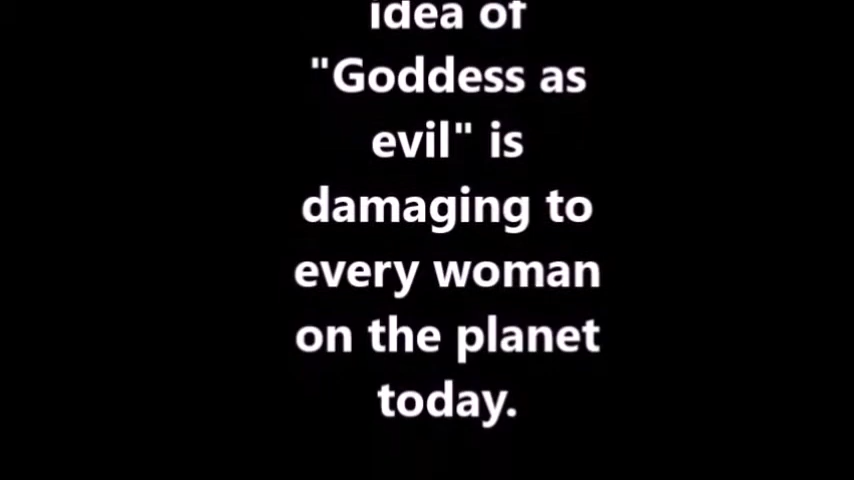 idea of
"Goddess as
evil" is
damaging to
every woman
on the planet
today.